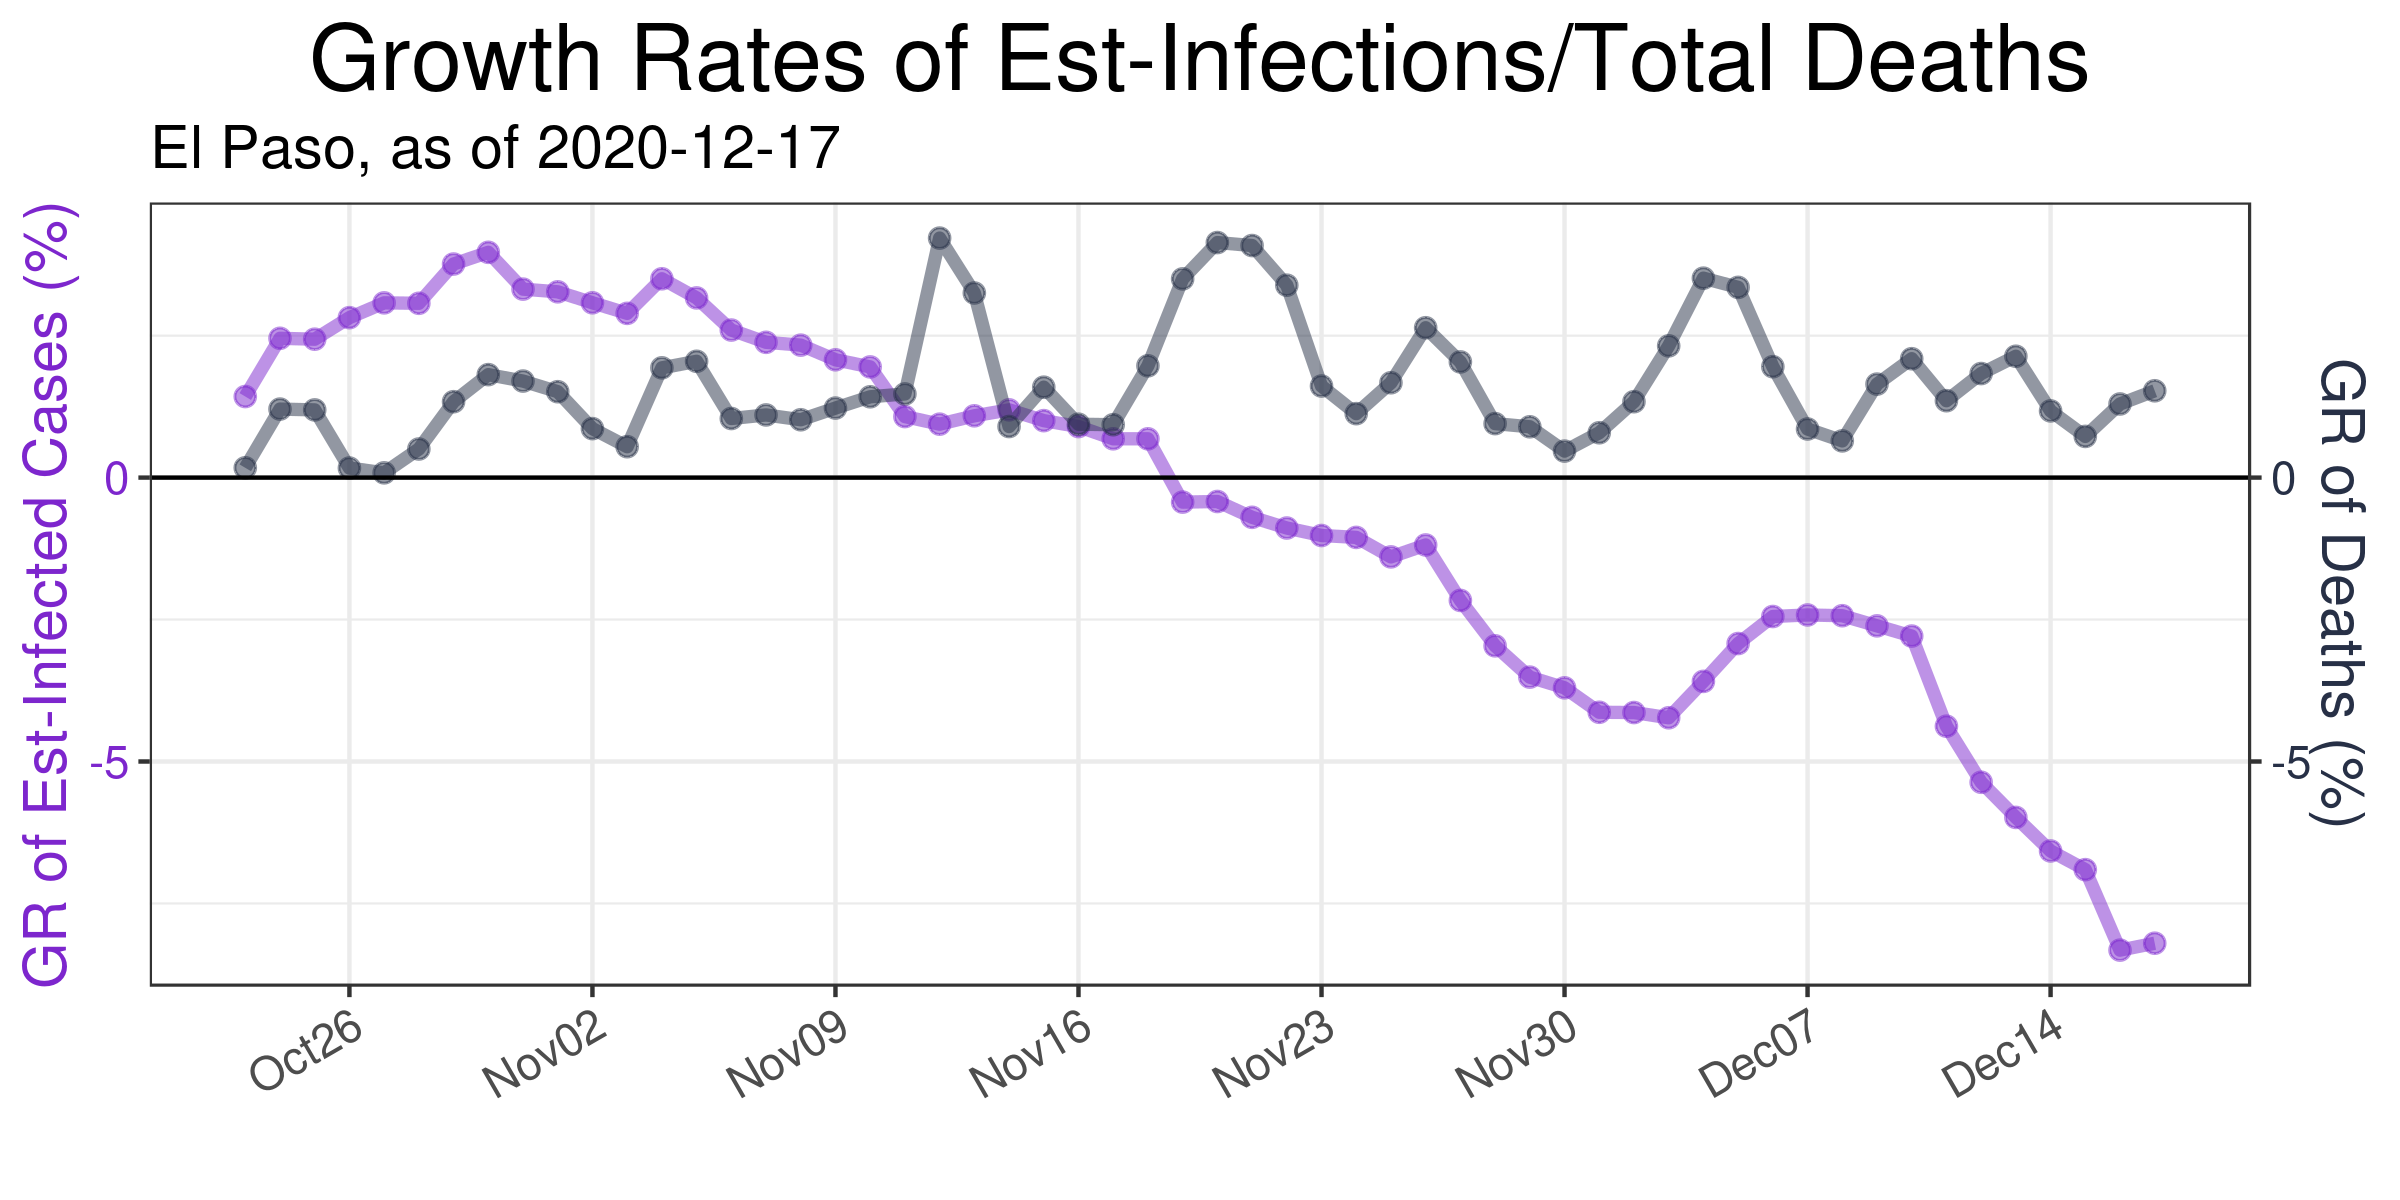 Growth Rates of Est-Infections/Total Deaths
El Paso, as of 2020-12-17
GR of Est-Infected Cases (%)
0
-5
0
-5
GR of Deaths (%)
Oct26
Nov02
Nov09
Nov16
Nov23
Nov30
Dec07
Dec14